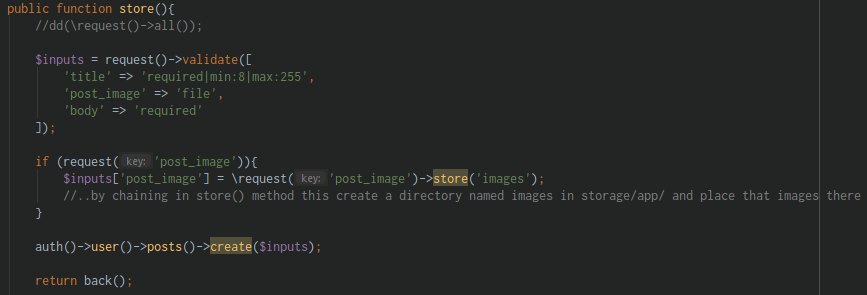 public function store(){
//dd(\request()->all());
$inputs = request()->validate([
'title' => 'required|min:8|max:255',
'post_image' => 'file',
'body' => 'required'
]);
if (request( key: 'post_image')){
$inputs['post_image'] = \request( key: 'post_image')->store('images');
//..by chaining in store() method this create a directory named images in storage/app/ and place that images there
}
auth()->user()->posts()->create($inputs);
return back();